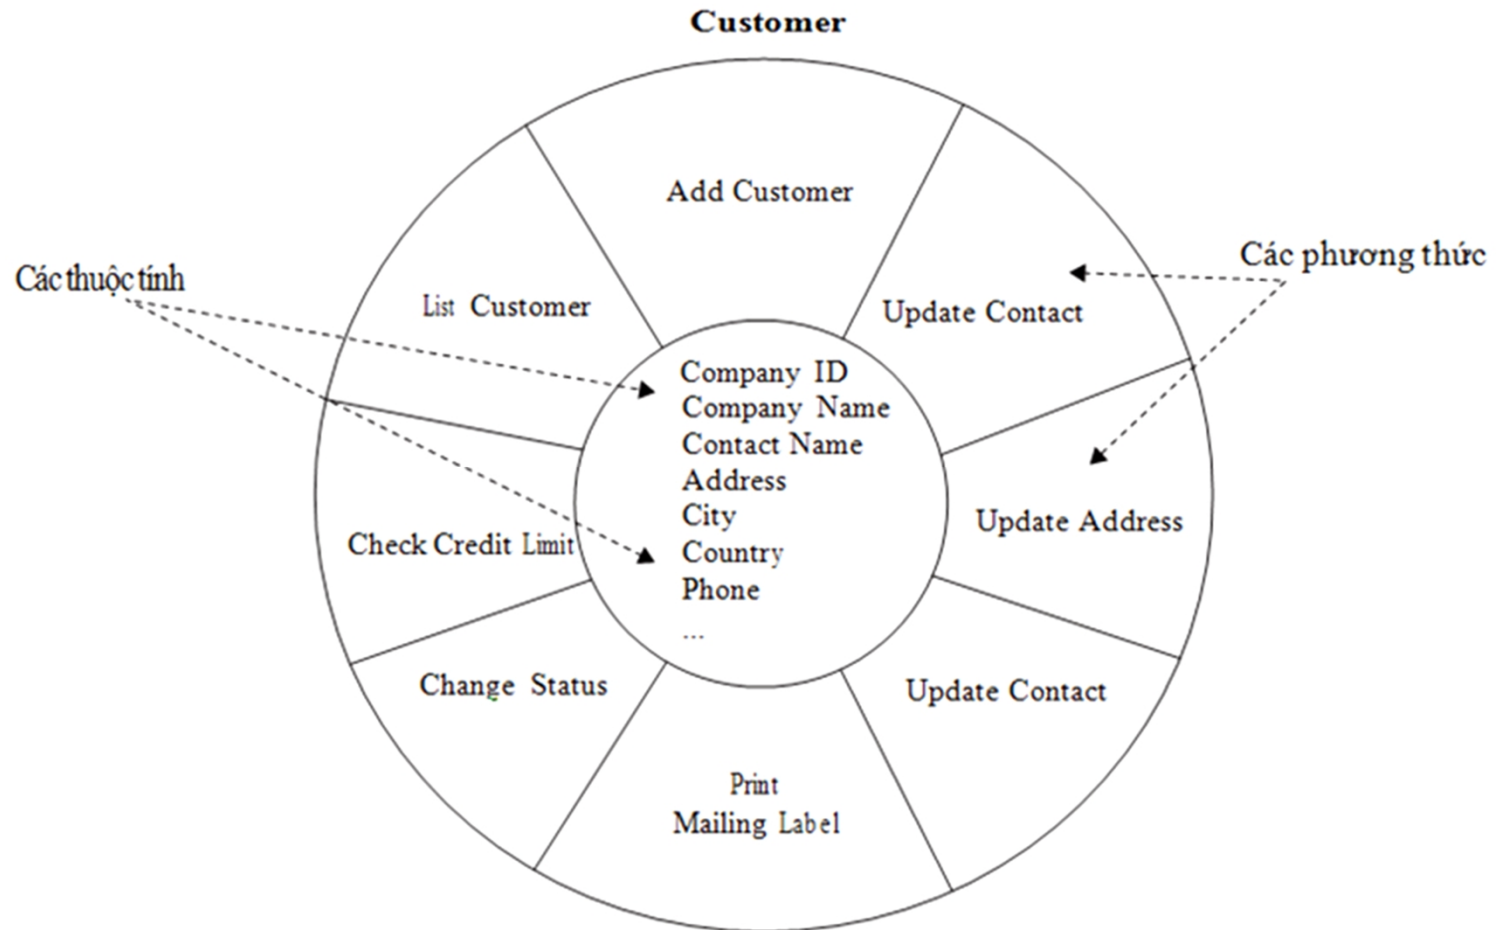 Customer
Add Customer
Các phương thức
Các thuộc tính
List Customer
Update Contact
Company ID
Company Name
Contact Name
Address
City
Country
Phone
...
Update Address
Check Credit Limit
Change Status
Update Contact
Print
Mailing Label